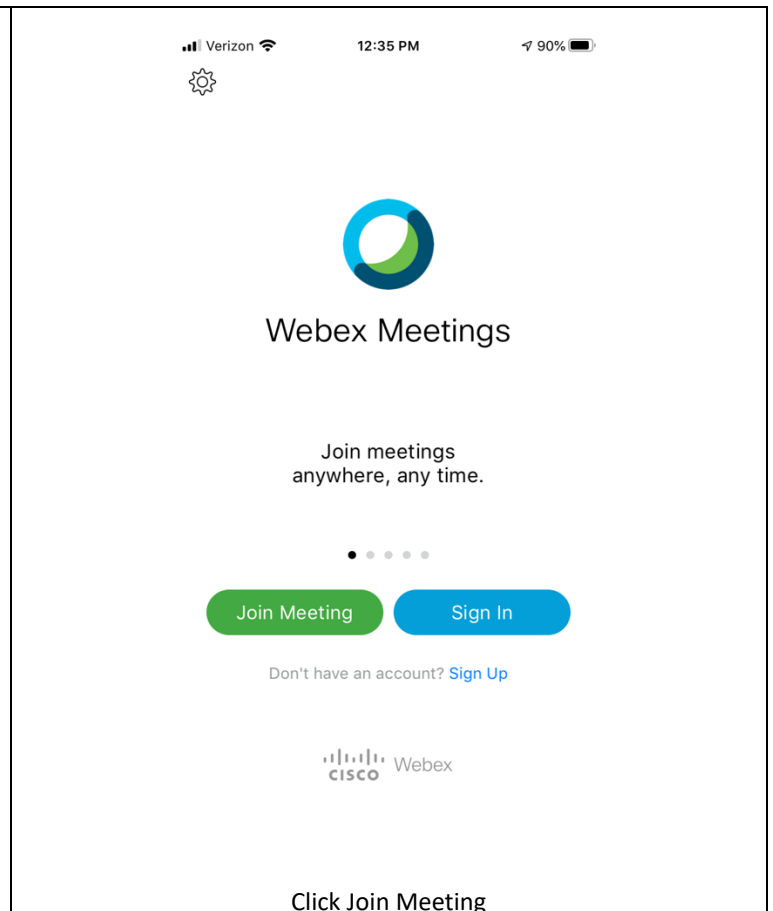 Verizon 12:35 PM 90%
Webex Meetings
Join meetings
anywhere, any time.
Join Meeting Sign In
Don't have an account? Sign Up
CISCO Webex
Click Join Meeting